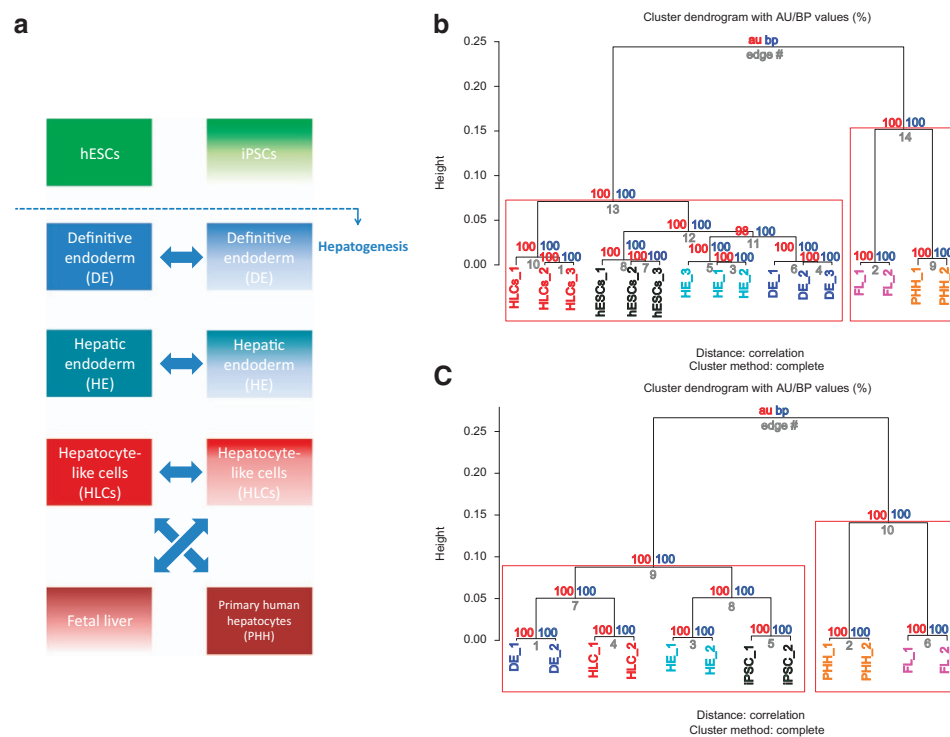 a
hESCs
iPSCs
Hepatogenesis
Definitive
endoderm
(DE)
Definitive
endoderm
(DE)
Hepatic
endoderm
(HE)
Hepatic
endoderm
(HE)
Hepatocyte-
like cells
(HLCs)
Hepatocyte-
like cells
(HLCs)
Fetal liver
Primary human
hepatocytes
(PHH)
b
Cluster dendrogram with AU/BP values (%)
Height
0.25
0.20
0.15
0.10
0.05
0.00
au bp
edge #
100 100
14
100 100
13
100 100
12
98 100
11
100 100
10
100 100
1
100 100
8
100 100
7
100 100
5
100 100
3
100 100
6
100 100
4
100 100
2
100 100
9
HLCs_1
HLCs_2
HLCs_3
hESCs_1
hESCs_2
hESCs_3
HE_3
HE_1
HE_2
DE_1
DE_2
DE_3
FL_1
FL_2
PHH_1
PHH_2
Distance: correlation
Cluster method: complete
C
Cluster dendrogram with AU/BP values (%)
Height
0.25
0.20
0.15
0.10
0.05
0.00
au bp
edge #
100 100
10
100 100
9
100 100
7
100 100
8
100 100
1
100 100
4
100 100
3
100 100
5
100 100
2
100 100
6
DE_1
DE_2
HLC_1
HLC_2
HE_1
HE_2
iPSC_1
iPSC_2
PHH_1
PHH_2
FL_1
FL_2
Distance: correlation
Cluster method: complete